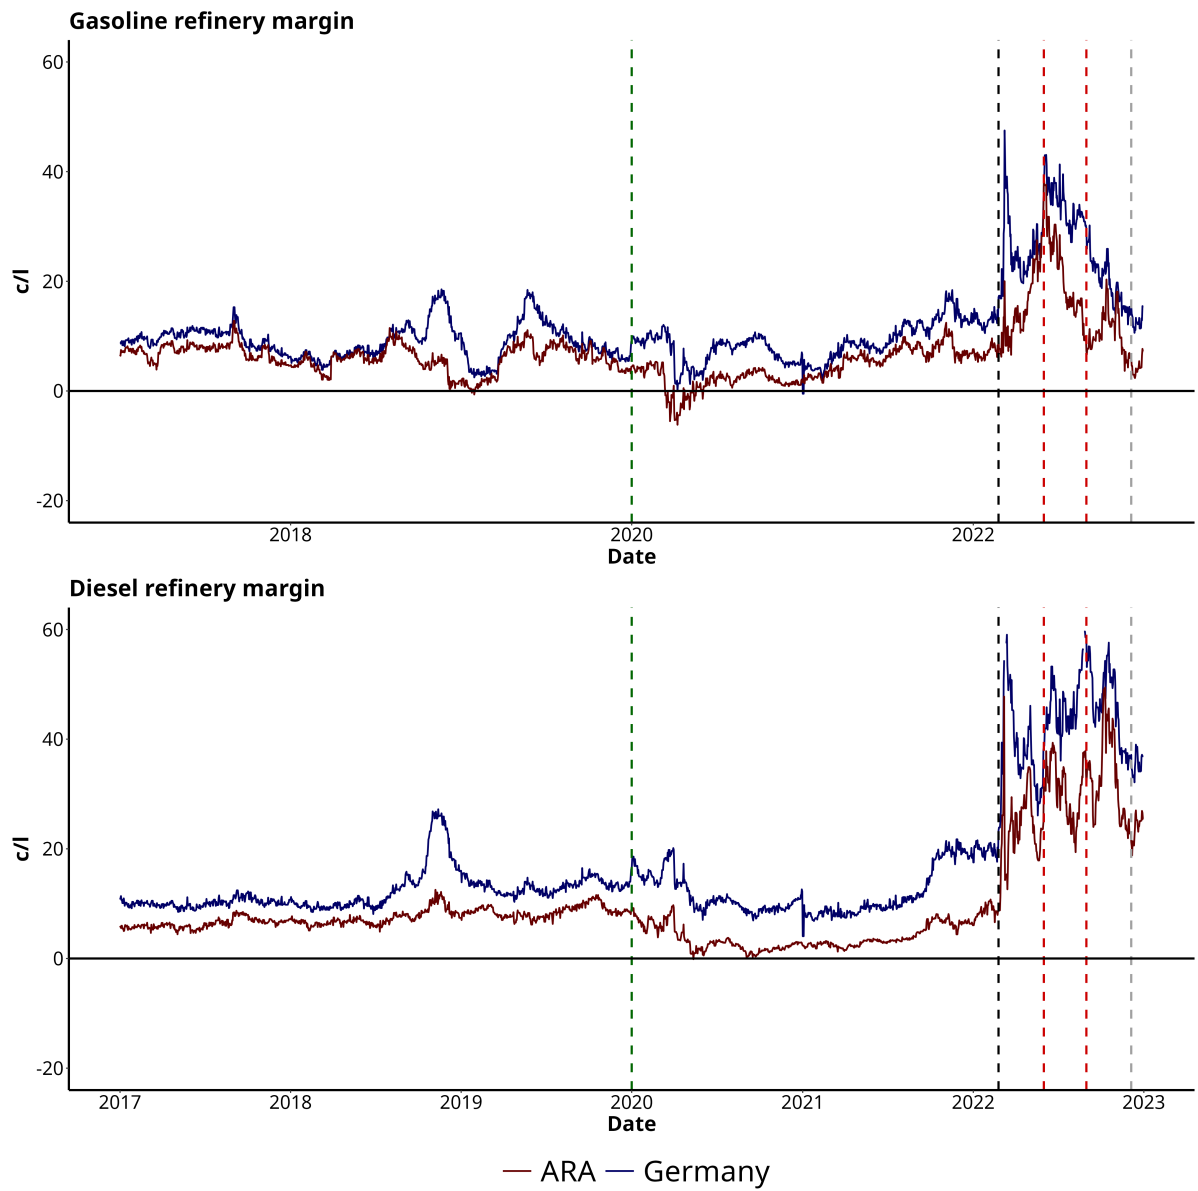 Gasoline refinery margin
60
40
20
0
-20
c/l
2018 2020 2022
Date
Diesel refinery margin
60
40
20
0
-20
c/l
2017 2018 2019 2020 2021 2022 2023
Date
ARA Germany